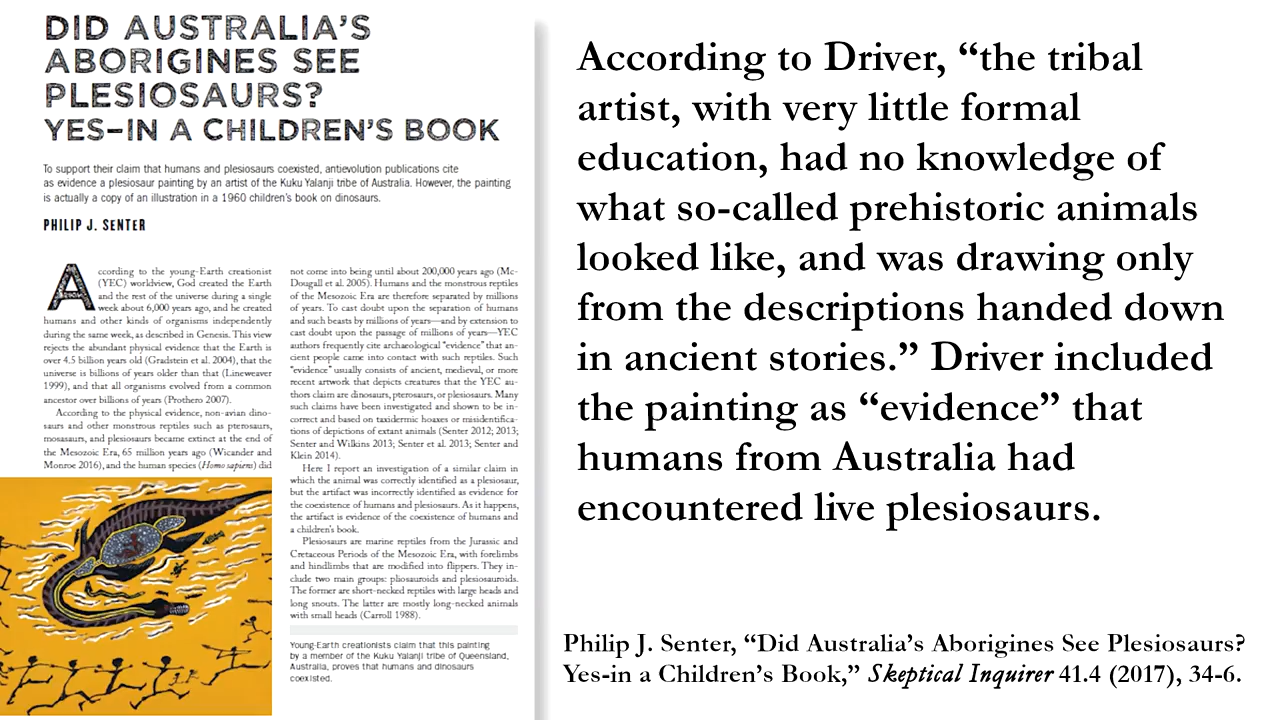 DID AUSTRALIA'S
ABORIGINES SEE
PLESIOSAURS?
YES–IN A CHILDREN'S BOOK
To support their claim that humans and plesiosaurs coexisted, antievolution publications cite
as evidence a plesiosaur painting by an artist of the Kuku Yalanji tribe of Australia. However, the painting
is actually a copy of an illustration in a 1960 children's book on dinosaurs.
PHILIP J. SENTER
According to the young-Earth creationist
(YEC) worldview, God created the Earth
and the rest of the universe during a single
week about 6,000 years ago, and he created
humans and other kinds of organisms independently
during the same week, as described in Genesis. This view
rejects the abundant physical evidence that the Earth is
over 4.5 billion years old (Gradstein et al. 2004), that the
universe is billions of years older than that (Lineweaver
1999), and that all organisms evolved from a common
ancestor over billions of years (Prothero 2007).
According to the physical evidence, non-avian dino-
saurs and other monstrous reptiles such as pterosaurs,
mosasaurs, and plesiosaurs became extinct at the end of
the Mesozoic Era, 65 million years ago (Wicander and
Monroe 2016), and the human species (Homo sapiens) did
not come into being until about 200,000 years ago (Mc-
Dougall et al. 2005). Humans and the monstrous reptiles
of the Mesozoic Era are therefore separated by millions
of years. To cast doubt upon the separation of humans
and such beasts by millions of years—and by extension to
cast doubt upon the passage of millions of years—YEC
authors frequently cite archaeological "evidence" that an-
cient people came into contact with such reptiles. Such
"evidence" usually consists of ancient, medieval, or more
recent artwork that depicts creatures that the YEC au-
thors claim are dinosaurs, pterosaurs, or plesiosaurs. Many
such claims have been investigated and shown to be in-
correct and based on taxidermic hoaxes or misidentifica-
tions of depictions of extant animals (Senter 2012; 2013;
Senter and Wilkins 2013; Senter et al. 2013; Senter and
Klein 2014).
Here I report an investigation of a similar claim in
which the animal was correctly identified as a plesiosaur,
but the artifact was incorrectly identified as evidence for
the coexistence of humans and plesiosaurs. As it happens,
the artifact is evidence of the coexistence of humans and
a children's book.
Plesiosaurs are marine reptiles from the Jurassic and
Cretaceous Periods of the Mesozoic Era, with forelimbs
and hindlimbs that are modified into flippers. They in-
clude two main groups: pliosauroids and plesiosauroids.
The former are short-necked reptiles with large heads and
long snouts. The latter are mostly long-necked animals
with small heads (Carroll 1988).
Young-Earth creationists claim that this painting
by a member of the Kuku Yalanji tribe of Queensland,
Australia, proves that humans and dinosaurs
coexisted.
According to Driver, “the tribal
artist, with very little formal
education, had no knowledge of
what so-called prehistoric animals
looked like, and was drawing only
from the descriptions handed down
in ancient stories.” Driver included
the painting as “evidence” that
humans from Australia had
encountered live plesiosaurs.
Philip J. Senter, “Did Australia’s Aborigines See Plesiosaurs?
Yes-in a Children’s Book,” Skeptical Inquirer 41.4 (2017), 34-6.